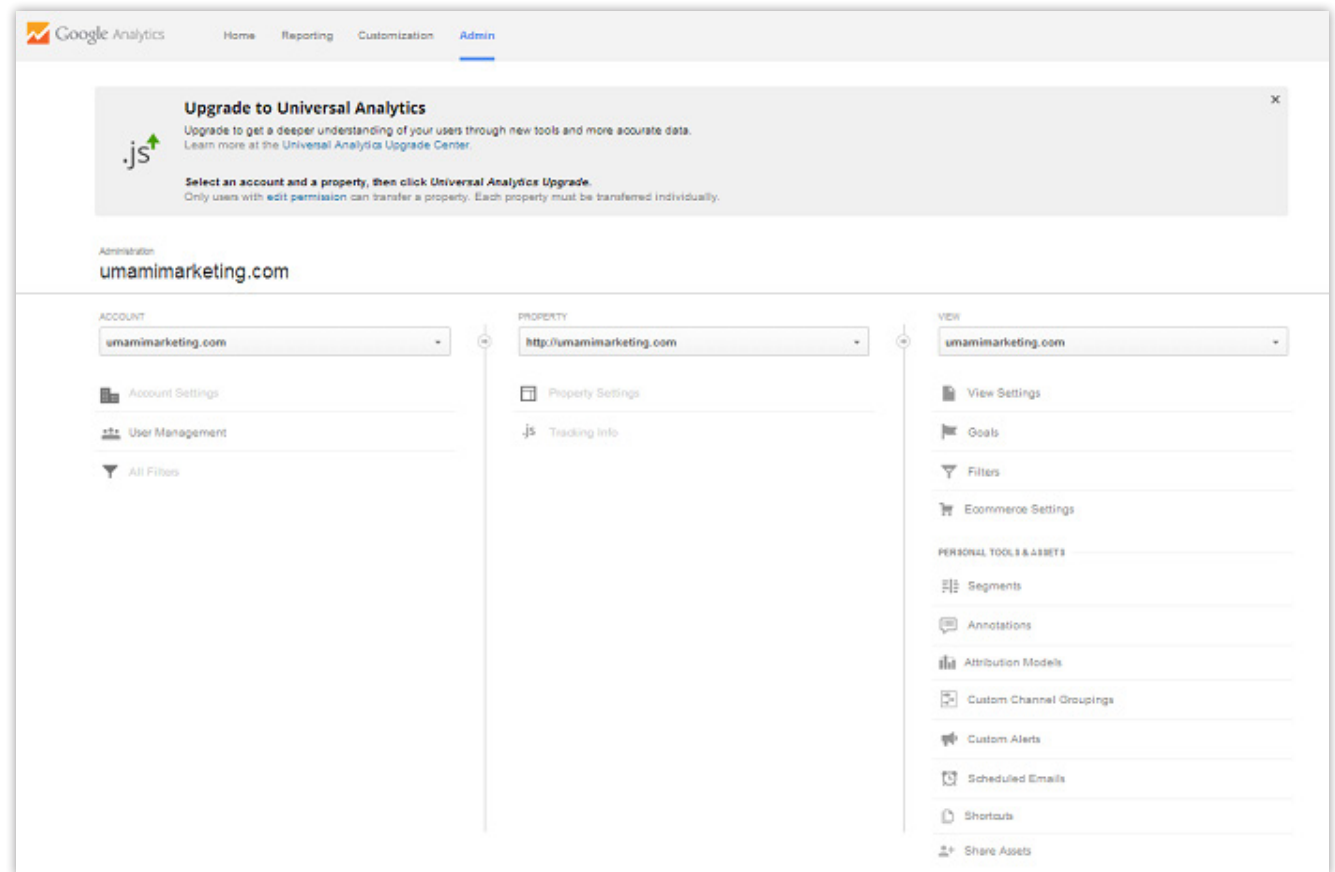 Google Analytics
Home Reporting Customization Admin
Upgrade to Universal Analytics
Upgrade to get a deeper understanding of your users through new tools and more accurate data.
Learn more at the Universal Analytics Upgrade Center.
Select an account and a property, then click Universal Analytics Upgrade.
Only users with edit permission can transfer a property. Each property must be transferred individually.
.js
Administration
umamimarketing.com
ACCOUNT
umamimarketing.com
Account Settings
User Management
All Filters
PROPERTY
http://umamimarketing.com
Property Settings
.js Tracking Info
VIEW
umamimarketing.com
View Settings
Goals
Filters
Ecommerce Settings
PERSONAL TOOLS & ASSETS
Segments
Annotations
Attribution Models
Custom Channel Groupings
Custom Alerts
Scheduled Emails
Shortcuts
Share Assets